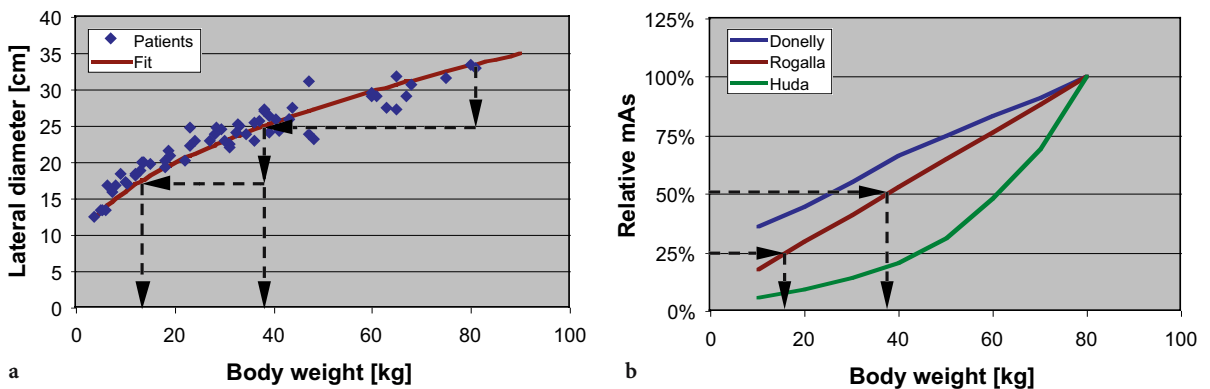 40
35
30
25
20
15
10
5
0
Lateral diameter [cm]
Patients
Fit
0 20 40 60 80 100
Body weight [kg]
a
125%
100%
75%
50%
25%
0%
Relative mAs
Donelly
Rogalla
Huda
0 20 40 60 80 100
Body weight [kg]
b